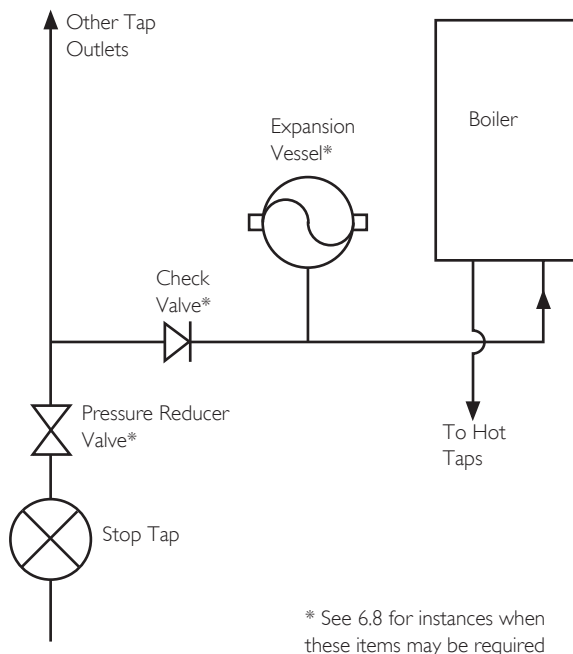 Other Tap
Outlets
Boiler
Expansion
Vessel*
Check
Valve*
Pressure Reducer
Valve*
To Hot
Taps
Stop Tap
* See 6.8 for instances when
these items may be required